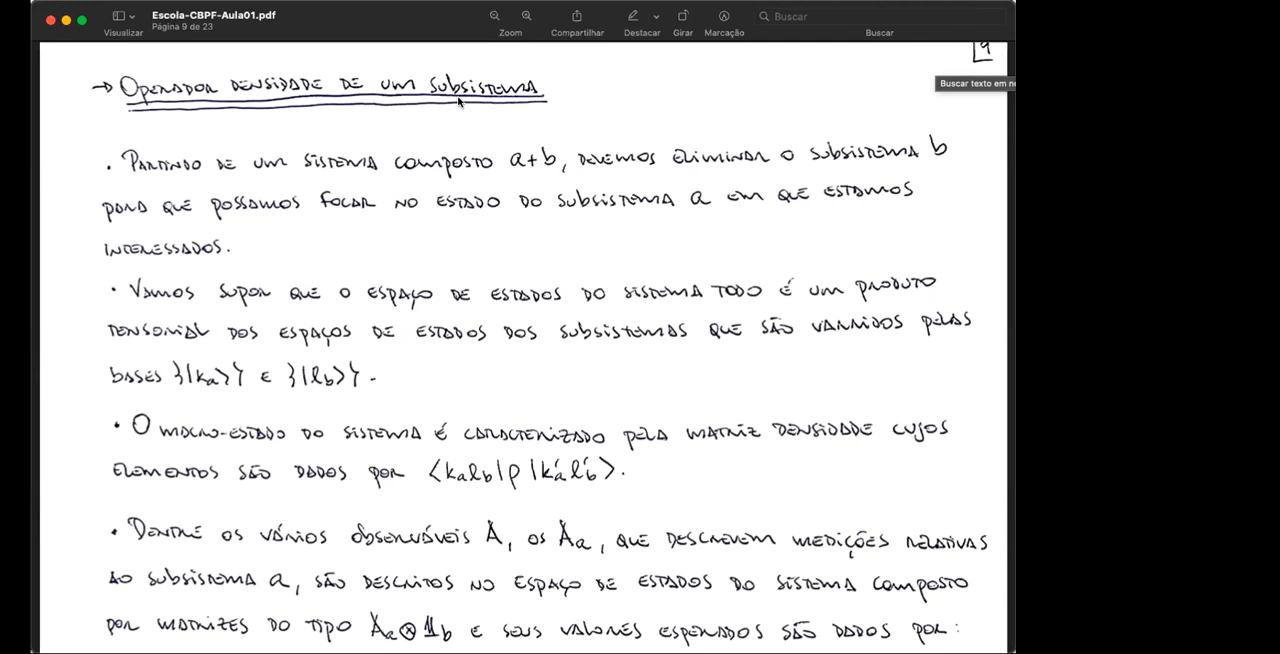 Escola-CBPF-Aula01.pdf
Página 9 de 23
Visualizar
Zoom
Compartilhar
Destacar
Girar
Marcação
Buscar
Buscar
9
Buscar texto em
→ OPERADOR DENSIDADE DE UM SUBSISTEMA
. PARTINDO DE UM SISTEMA COMPOSTO a+b, DEVEMOS ELIMINAR O SUBSISTEMA b
PARA QUE POSSAMOS FOCAR NO ESTADO DO SUBSISTEMA a EM QUE ESTAMOS
INTERESSADOS.
· VAMOS SUPOR QUE O ESPAÇO DE ESTADOS DO SISTEMA TODO É UM PRODUTO
TENSORIAL DOS ESPAÇOS DE ESTADOS DOS SUBSISTEMAS QUE SÃO VARRIDOS PELAS
BASES {|ka>} E {|lb>}.
· O MACRO-ESTADO DO SISTEMA É CARACTERIZADO PELA MATRIZ DENSIDADE CUJOS
ELEMENTOS SÃO DADOS POR <ka lb|ρ|k'a l'b>.
· DENTRE OS VÁRIOS OBSERVÁVEIS A, OS Aa, QUE DESCREVEM MEDIÇÕES RELATIVAS
AO SUBSISTEMA a, SÃO DESCRITOS NO ESPAÇO DE ESTADOS DO SISTEMA COMPOSTO
POR MATRIZES DO TIPO Aa⊗𝟙b E SEUS VALORES ESPERADOS SÃO DADOS POR: